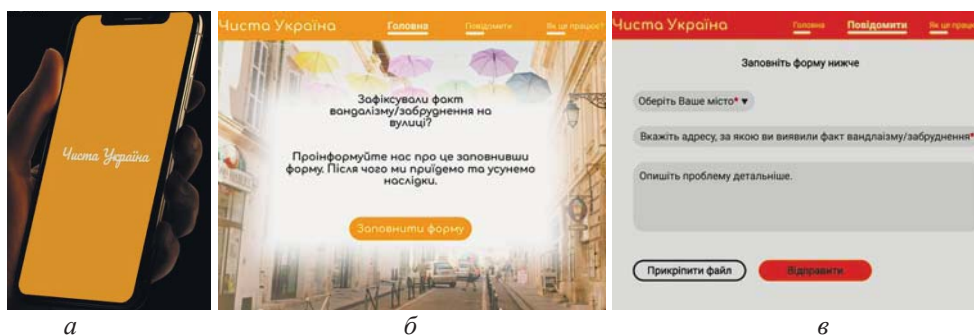 Чиста Україна
Чиста Україна
Головна
Повідомити
Як це працює?
Зафіксували факт
вандалізму/забруднення на
вулиці?
Проінформуйте нас про це заповнивши
форму. Після чого ми приїдемо та усунемо
наслідки.
Заповнити форму
Чиста Україна
Головна
Повідомити
Як це працю
Заповніть форму нижче
Оберіть Ваше місто* ▼
Вкажіть адресу, за якою ви виявили факт вандлаізму/забруднення*
Опишіть проблему детальніше.
Прикріпити файл
Відправити
а
б
в